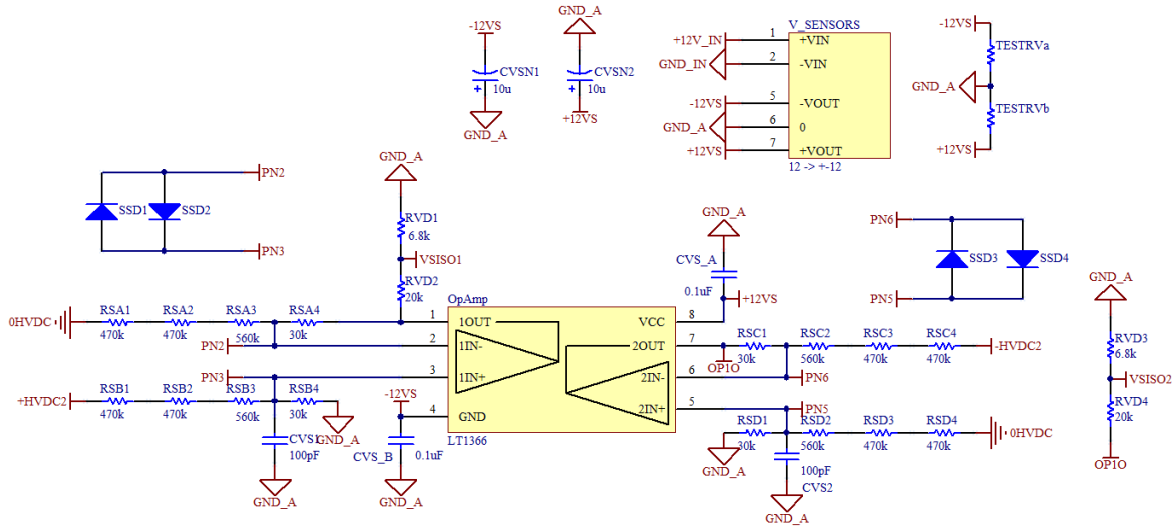 -12VS
CVSN1
10u
GND_A
GND_A
CVSN2
10u
+12VS
V_SENSORS
+12V_IN 1 +VIN
GND_IN 2 -VIN
-12VS 5 -VOUT
GND_A 6 0
+12VS 7 +VOUT
12 -> +-12
-12VS
TESTRVa
GND_A
TESTRVb
+12VS
PN2
SSD1 SSD2
PN3
GND_A
RVD1
6.8k
VSISO1
RVD2
20k
0HVDC
RSA1 RSA2 RSA3 RSA4
470k 470k 560k 30k
PN2
PN3
+HVDC2
RSB1 RSB2 RSB3 RSB4
470k 470k 560k 30k
GND_A
CVS1
100pF
GND_A
-12VS
CVS_B
0.1uF
GND_A
OpAmp
1 1OUT
2 1IN-
3 1IN+
4 GND
VCC 8
2OUT 7
2IN- 6
2IN+ 5
LT1366
GND_A
CVS_A
0.1uF
+12VS
RSC1 RSC2 RSC3 RSC4
30k 560k 470k 470k
-HVDC2
OP1O
PN6
PN5
RSD1 RSD2 RSD3 RSD4
30k 560k 470k 470k
0HVDC
GND_A
100pF
CVS2
GND_A
PN6
SSD3 SSD4
PN5
GND_A
RVD3
6.8k
VSISO2
RVD4
20k
OP1O